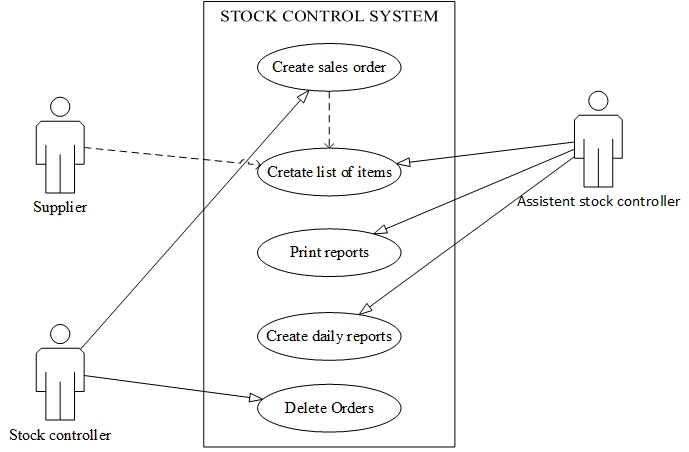 STOCK CONTROL SYSTEM
Create sales order
Cretate list of items
Supplier
Assistent stock controller
Print reports
Create daily reports
Delete Orders
Stock controller